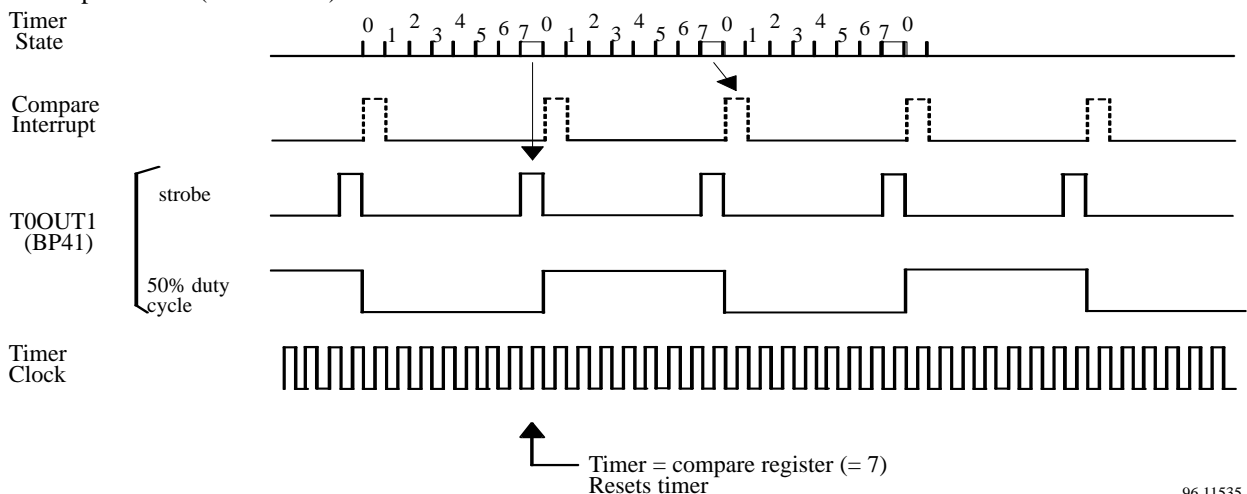 Timer
State
0 1 2 3 4 5 6 7 0 1 2 3 4 5 6 7 0 1 2 3 4 5 6 7 0
Compare
Interrupt
strobe
T0OUT1
(BP41)
50% duty
cycle
Timer
Clock
Timer = compare register (= 7)
Resets timer
96 11535